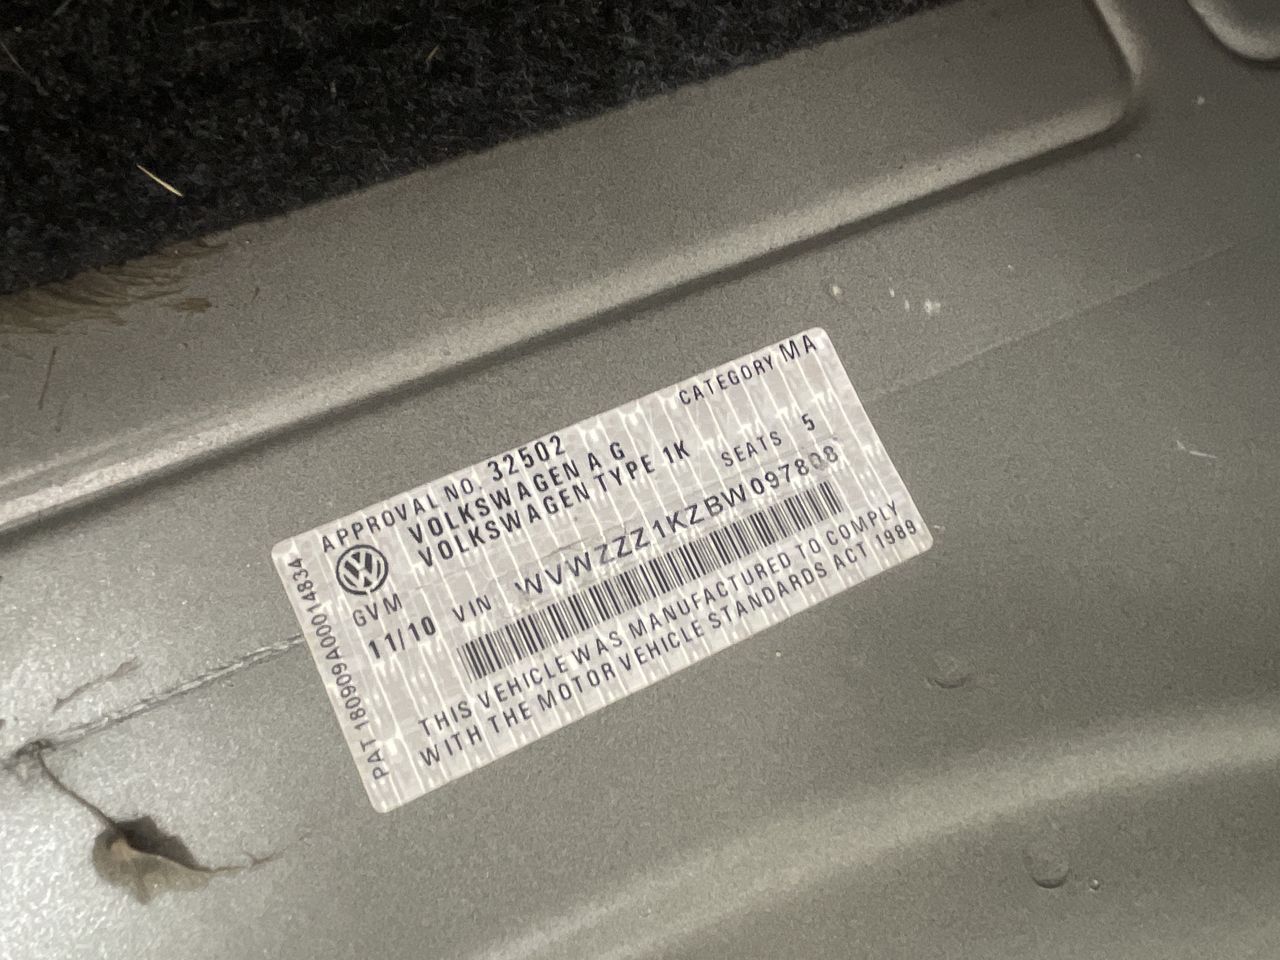 APPROVAL NO. 32502 CATEGORY MA
VOLKSWAGEN A G
VOLKSWAGEN TYPE 1K SEATS 5
GVM
11/10 VIN WVWZZZ1KZBW097808
THIS VEHICLE WAS MANUFACTURED TO COMPLY
WITH THE MOTOR VEHICLE STANDARDS ACT 1989
PAT 180909A00014834